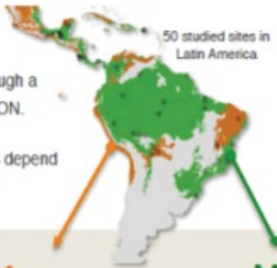 50 studied sites in
Latin America
ugh a
ON.
depend